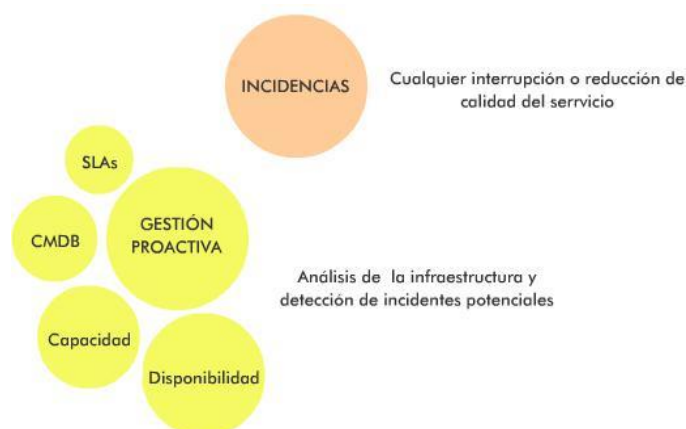 INCIDENCIAS
Cualquier interrupción o reducción de
calidad del serrvicio
SLAs
CMDB
GESTIÓN
PROACTIVA
Análisis de la infraestructura y
detección de incidentes potenciales
Capacidad
Disponibilidad